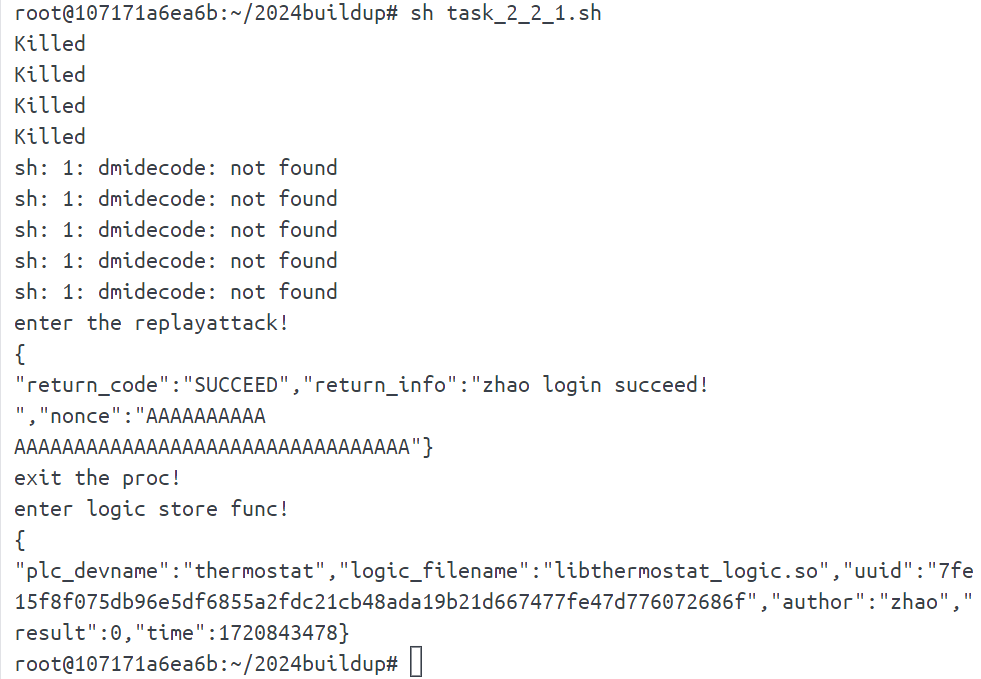 root@107171a6ea6b:~/2024buildup# sh task_2_2_1.sh
Killed
Killed
Killed
Killed
sh: 1: dmidecode: not found
sh: 1: dmidecode: not found
sh: 1: dmidecode: not found
sh: 1: dmidecode: not found
sh: 1: dmidecode: not found
enter the replayattack!
{
"return_code":"SUCCEED","return_info":"zhao login succeed!
","nonce":"AAAAAAAAAA
AAAAAAAAAAAAAAAAAAAAAAAAAAAAAAAAA"}
exit the proc!
enter logic store func!
{
"plc_devname":"thermostat","logic_filename":"libthermostat_logic.so","uuid":"7fe
15f8f075db96e5df6855a2fdc21cb48ada19b21d667477fe47d776072686f","author":"zhao","
result":0,"time":1720843478}
root@107171a6ea6b:~/2024buildup#